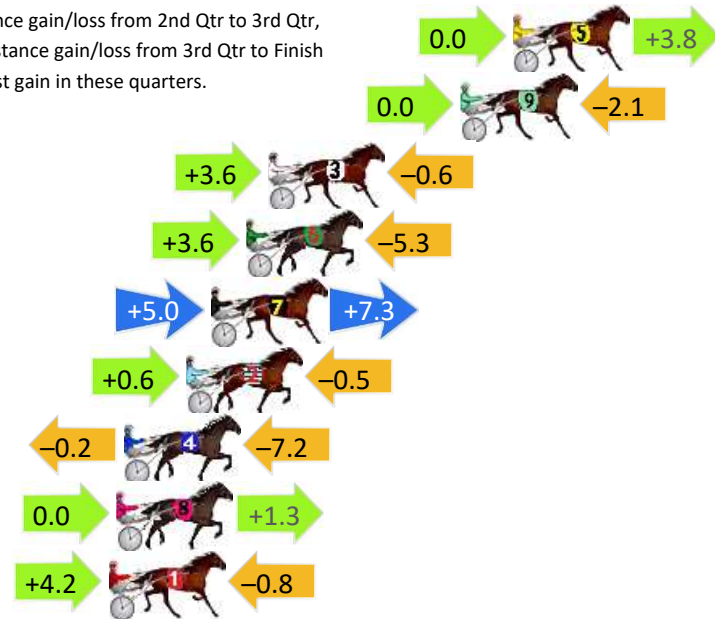 nce gain/loss from 2nd Qtr to 3rd Qtr,
stance gain/loss from 3rd Qtr to Finish
st gain in these quarters.
0.0 5 +3.8
0.0 9 −2.1
+3.6 3 −0.6
+3.6 6 −5.3
+5.0 7 +7.3
+0.6 2 −0.5
−0.2 4 −7.2
0.0 8 +1.3
+4.2 1 −0.8